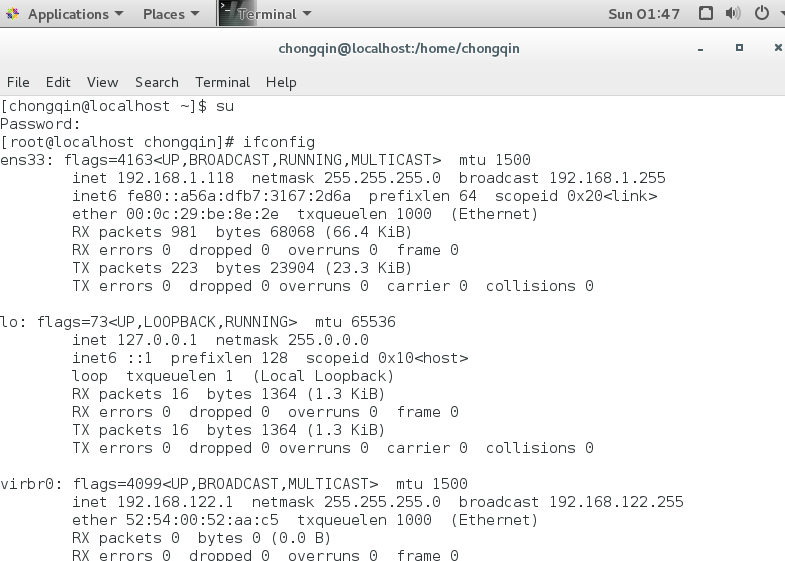 Applications Places Terminal Sun 01:47
chongqin@localhost:/home/chongqin
File Edit View Search Terminal Help
[chongqin@localhost ~]$ su
Password:
[root@localhost chongqin]# ifconfig
ens33: flags=4163<UP,BROADCAST,RUNNING,MULTICAST>  mtu 1500
        inet 192.168.1.118  netmask 255.255.255.0  broadcast 192.168.1.255
        inet6 fe80::a56a:dfb7:3167:2d6a  prefixlen 64  scopeid 0x20<link>
        ether 00:0c:29:be:8e:2e  txqueuelen 1000  (Ethernet)
        RX packets 981  bytes 68068 (66.4 KiB)
        RX errors 0  dropped 0  overruns 0  frame 0
        TX packets 223  bytes 23904 (23.3 KiB)
        TX errors 0  dropped 0 overruns 0  carrier 0  collisions 0

lo: flags=73<UP,LOOPBACK,RUNNING>  mtu 65536
        inet 127.0.0.1  netmask 255.0.0.0
        inet6 ::1  prefixlen 128  scopeid 0x10<host>
        loop  txqueuelen 1  (Local Loopback)
        RX packets 16  bytes 1364 (1.3 KiB)
        RX errors 0  dropped 0  overruns 0  frame 0
        TX packets 16  bytes 1364 (1.3 KiB)
        TX errors 0  dropped 0 overruns 0  carrier 0  collisions 0

virbr0: flags=4099<UP,BROADCAST,MULTICAST>  mtu 1500
        inet 192.168.122.1  netmask 255.255.255.0  broadcast 192.168.122.255
        ether 52:54:00:52:aa:c5  txqueuelen 1000  (Ethernet)
        RX packets 0  bytes 0 (0.0 B)
        RX errors 0  dropped 0  overruns 0  frame 0